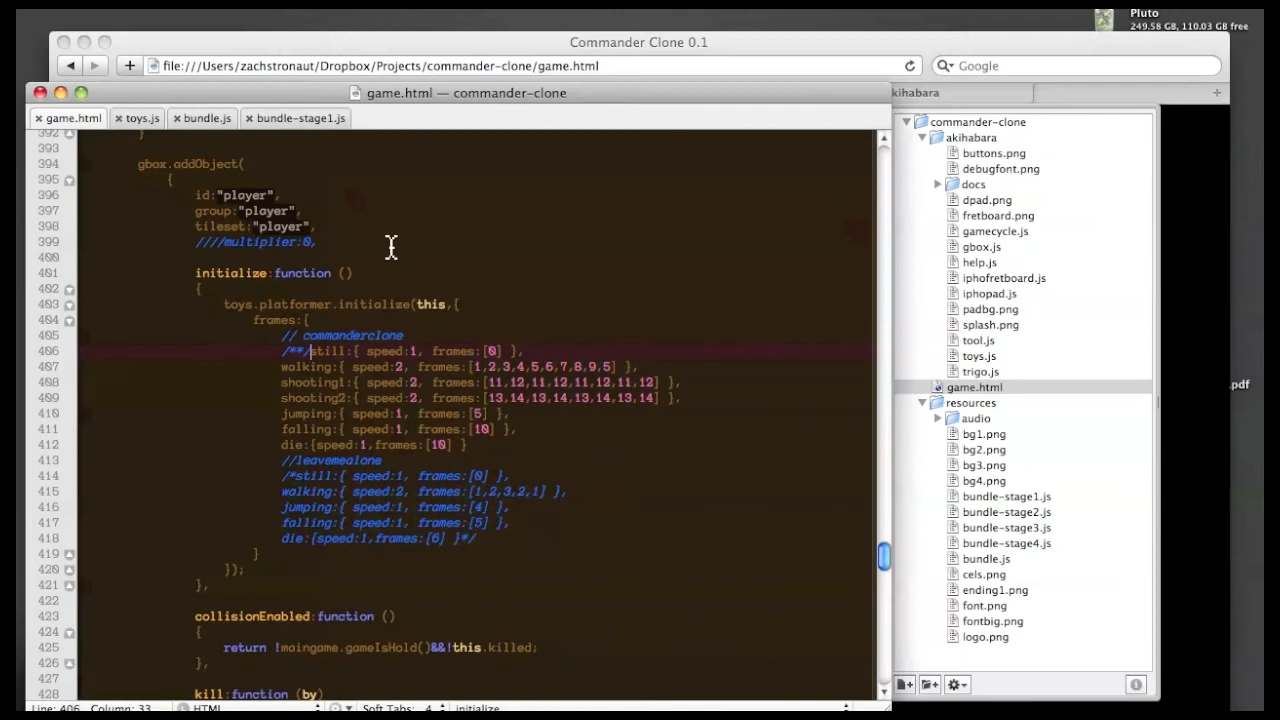 Pluto
249.58 GB, 110.03 GB free
Commander Clone 0.1
file:///Users/zachstronaut/Dropbox/Projects/commander-clone/game.html
Google
game.html — commander-clone
akihabara
game.html
toys.js
bundle.js
bundle-stage1.js
392 }
393
394 gbox.addObject(
395 {
396 id:"player",
397 group:"player",
398 tileset:"player",
399 ////multiplier:0,
400
401 initialize:function ()
402 {
403 toys.platformer.initialize(this,{
404 frames:{
405 // commanderclone
406 /**/still:{ speed:1, frames:[0] },
407 walking:{ speed:2, frames:[1,2,3,4,5,6,7,8,9,5] },
408 shooting1:{ speed:2, frames:[11,12,11,12,11,12,11,12] },
409 shooting2:{ speed:2, frames:[13,14,13,14,13,14,13,14] },
410 jumping:{ speed:1, frames:[5] },
411 falling:{ speed:1, frames:[10] },
412 die:{speed:1,frames:[10] }
413 //leavemealone
414 /*still:{ speed:1, frames:[0] },
415 walking:{ speed:2, frames:[1,2,3,2,1] },
416 jumping:{ speed:1, frames:[4] },
417 falling:{ speed:1, frames:[5] },
418 die:{speed:1,frames:[6] }*/
419 }
420 });
421 },
422
423 collisionEnabled:function ()
424 {
425 return !maingame.gameIsHold()&&!this.killed;
426 },
427
428 kill:function (by)
Line: 406 Column: 33 HTML Soft Tabs: 4 initialize
commander-clone
akihabara
buttons.png
debugfont.png
docs
dpad.png
fretboard.png
gamecycle.js
gbox.js
help.js
iphofretboard.js
iphopad.js
padbg.png
splash.png
tool.js
toys.js
trigo.js
game.html
resources
audio
bg1.png
bg2.png
bg3.png
bg4.png
bundle-stage1.js
bundle-stage2.js
bundle-stage3.js
bundle-stage4.js
bundle.js
cels.png
ending1.png
font.png
fontbig.png
logo.png
.pdf